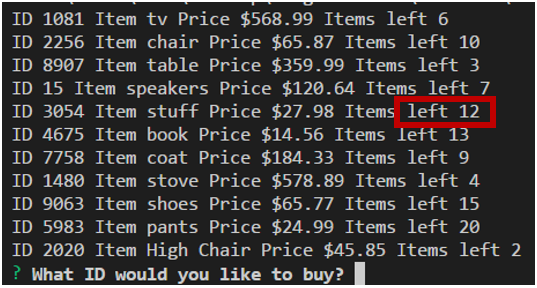 ID 1081 Item tv Price $568.99 Items left 6
ID 2256 Item chair Price $65.87 Items left 10
ID 8907 Item table Price $359.99 Items left 3
ID 15 Item speakers Price $120.64 Items left 7
ID 3054 Item stuff Price $27.98 Items left 12
ID 4675 Item book Price $14.56 Items left 13
ID 7758 Item coat Price $184.33 Items left 9
ID 1480 Item stove Price $578.89 Items left 4
ID 9063 Item shoes Price $65.77 Items left 15
ID 5983 Item pants Price $24.99 Items left 20
ID 2020 Item High Chair Price $45.85 Items left 2
? What ID would you like to buy?